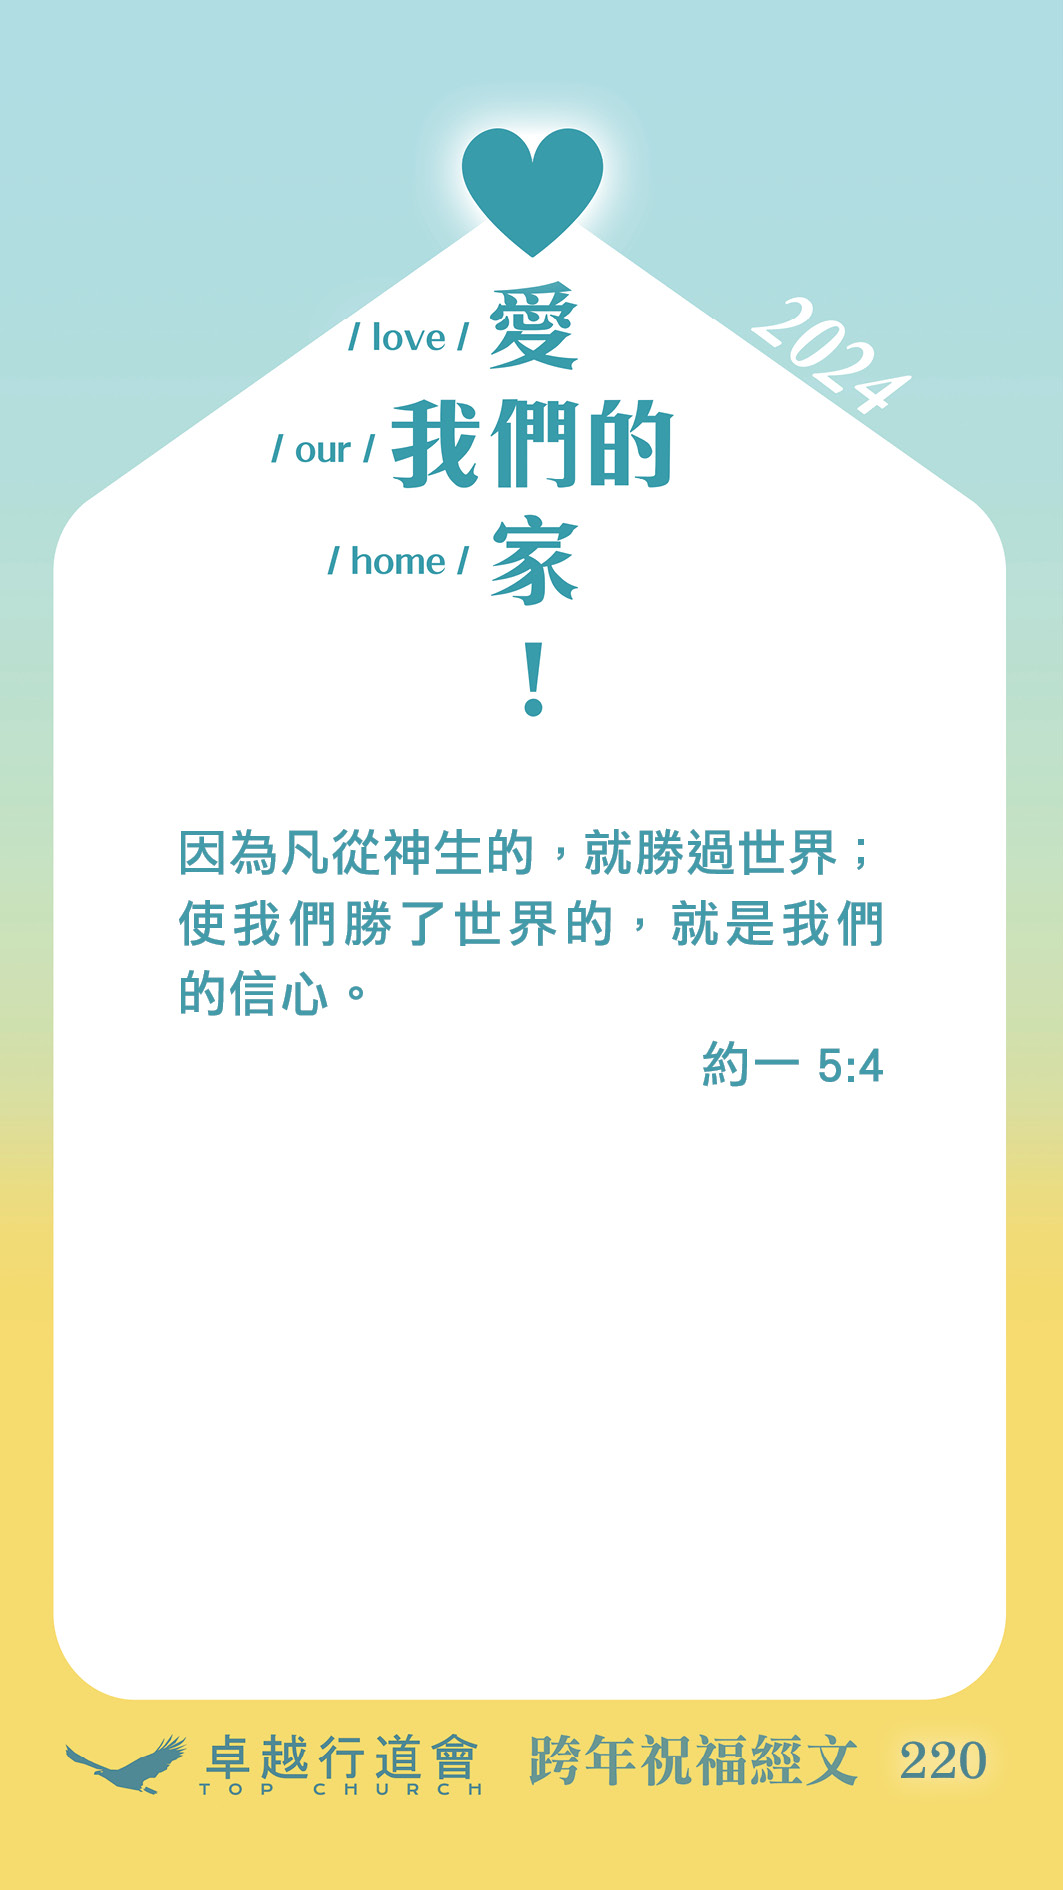 2024
/ love / 愛
/ our / 我們的
/ home / 家
！
因為凡從神生的，就勝過世界；
使我們勝了世界的，就是我們
的信心。
約一 5:4
卓越行道會
TOP CHURCH
跨年祝福經文 220